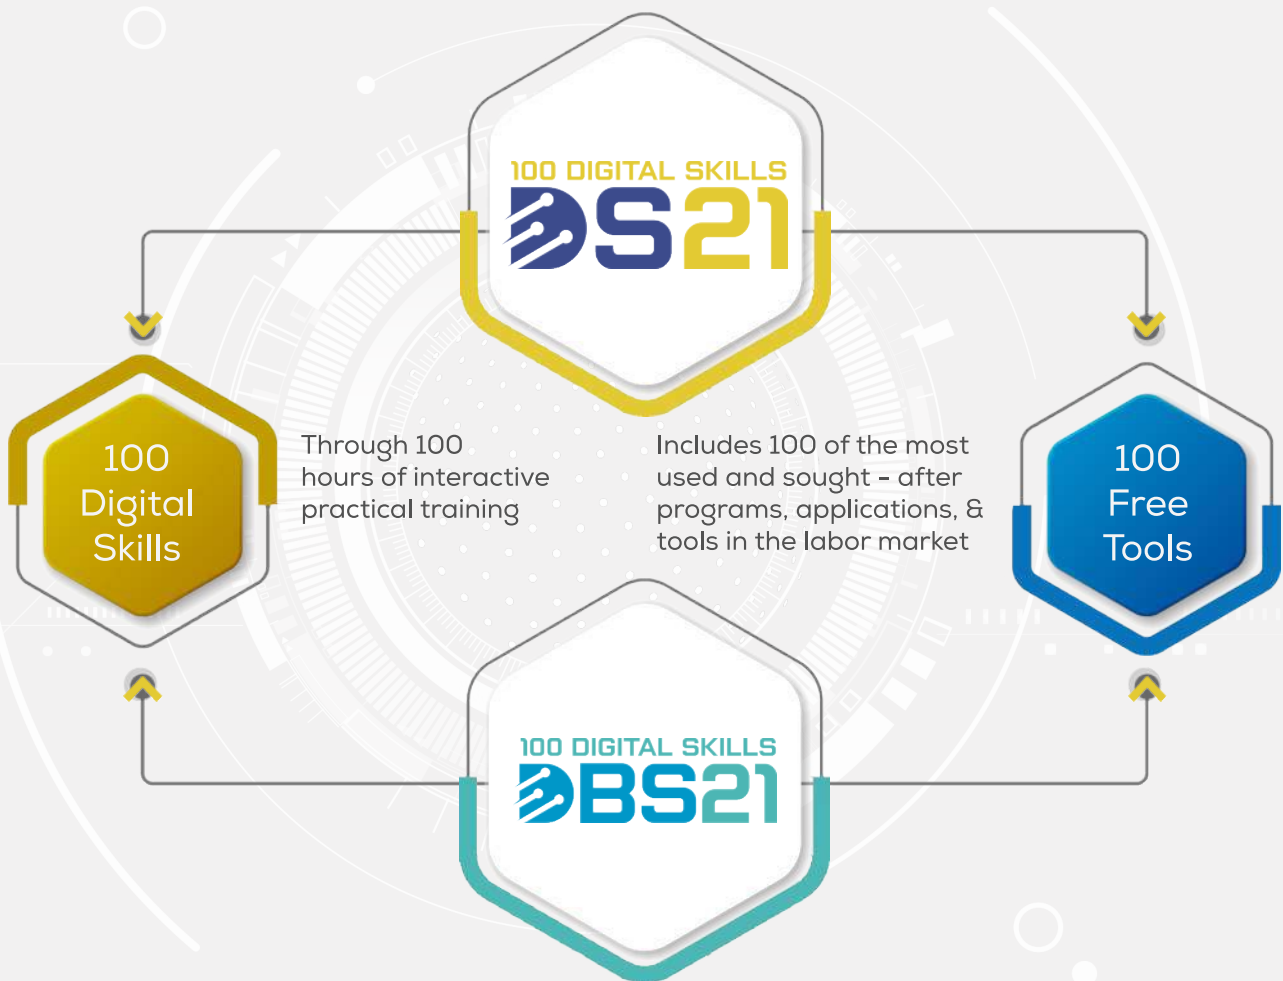 100 DIGITAL SKILLS
DS21
100
Digital
Skills
Through 100
hours of interactive
practical training
Includes 100 of the most
used and sought - after
programs, applications, &
tools in the labor market
100
Free
Tools
100 DIGITAL SKILLS
DBS21